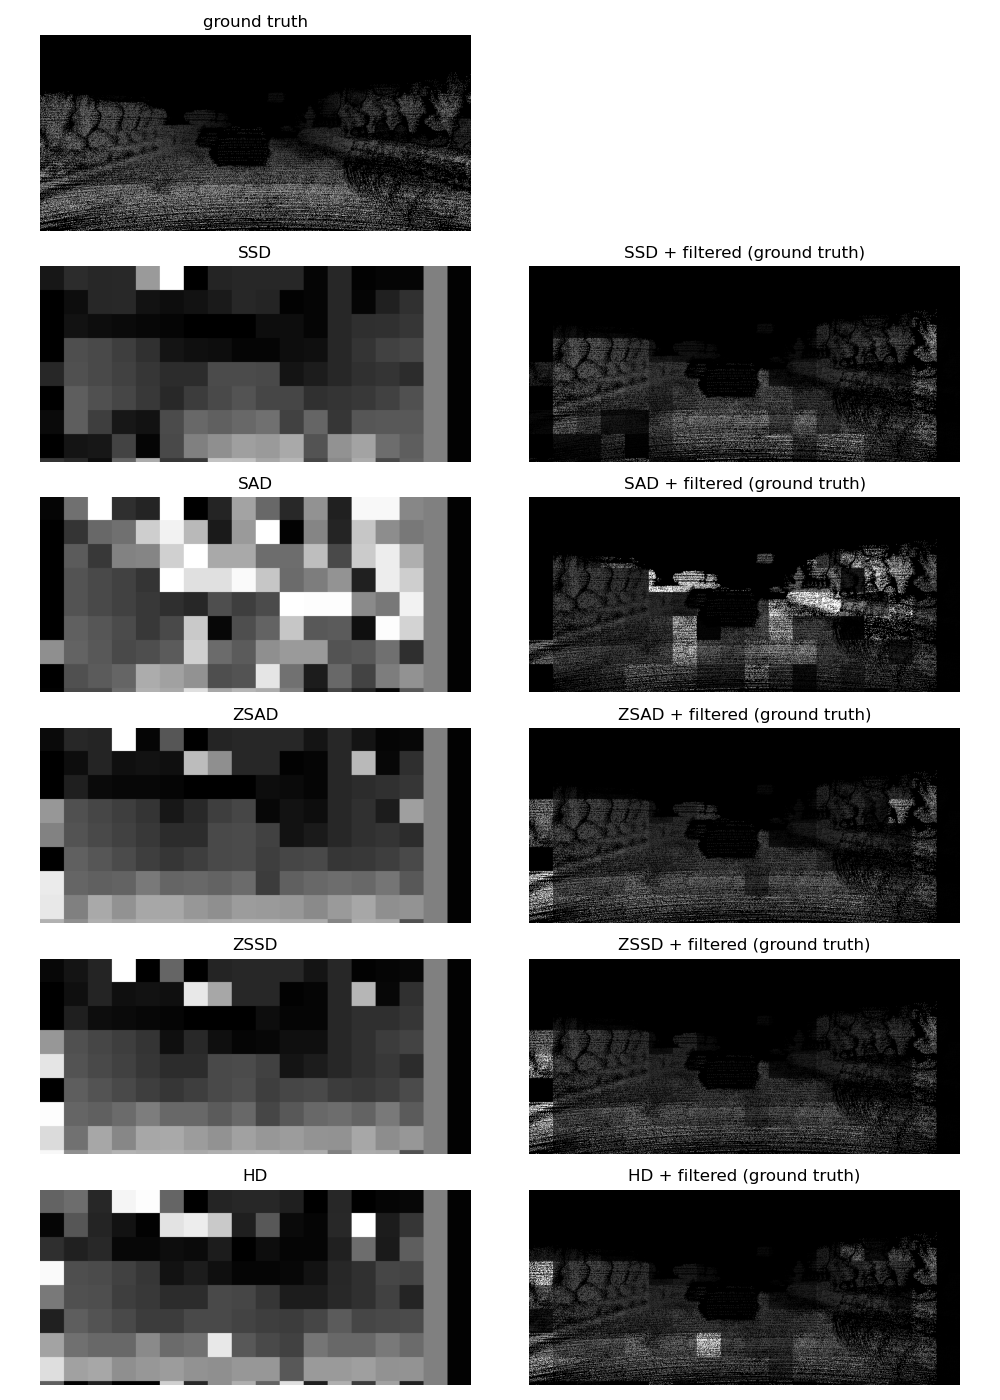 ground truth
SSD
SSD + filtered (ground truth)
SAD
SAD + filtered (ground truth)
ZSAD
ZSAD + filtered (ground truth)
ZSSD
ZSSD + filtered (ground truth)
HD
HD + filtered (ground truth)